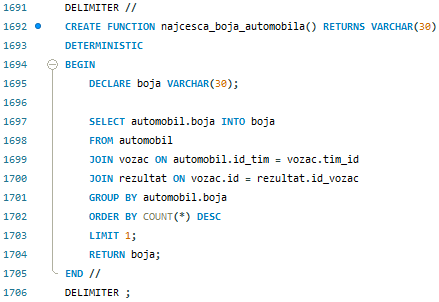 1691 DELIMITER //
1692 CREATE FUNCTION najcesca_boja_automobila() RETURNS VARCHAR(30)
1693 DETERMINISTIC
1694 BEGIN
1695 DECLARE boja VARCHAR(30);
1696
1697 SELECT automobil.boja INTO boja
1698 FROM automobil
1699 JOIN vozac ON automobil.id_tim = vozac.tim_id
1700 JOIN rezultat ON vozac.id = rezultat.id_vozac
1701 GROUP BY automobil.boja
1702 ORDER BY COUNT(*) DESC
1703 LIMIT 1;
1704 RETURN boja;
1705 END //
1706 DELIMITER ;